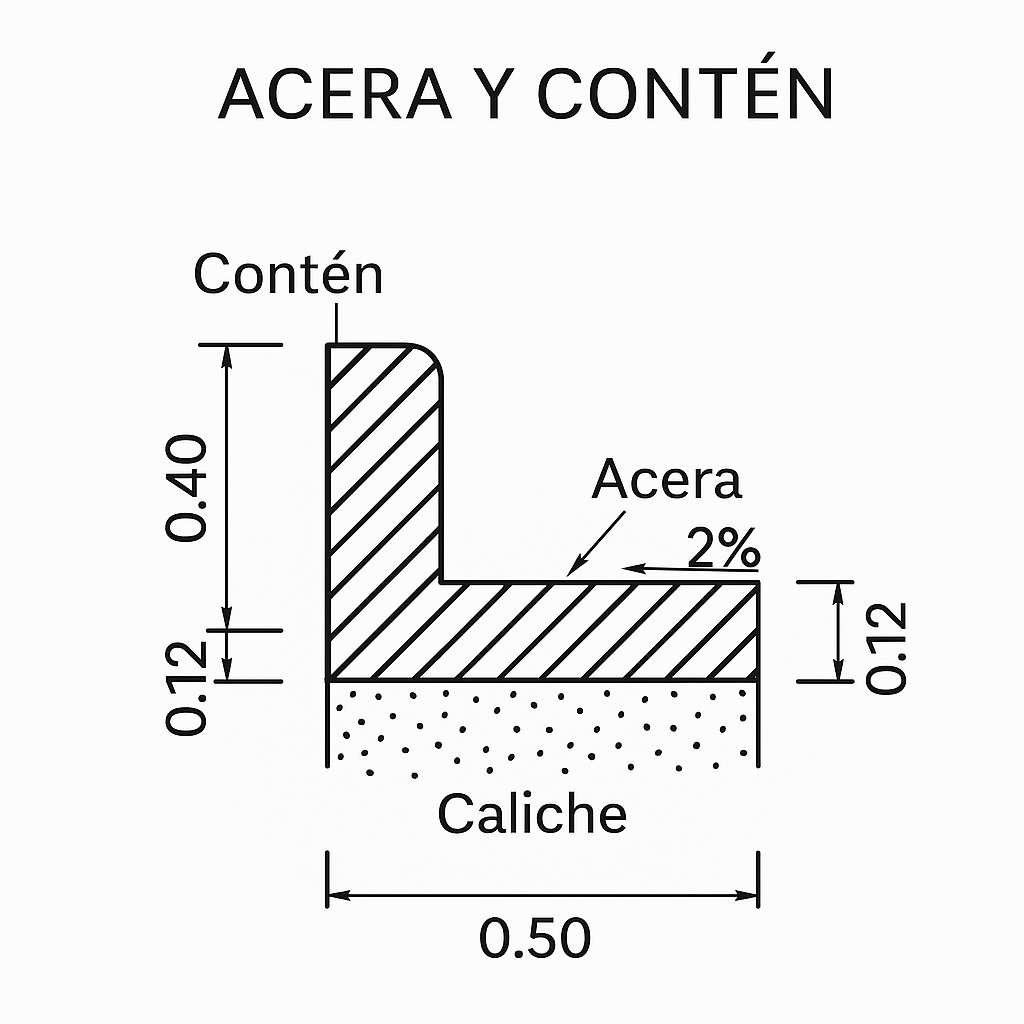 ACERA Y CONTÉN
Contén
0.40
Acera
2%
0.12
0.12
Caliche
0.50